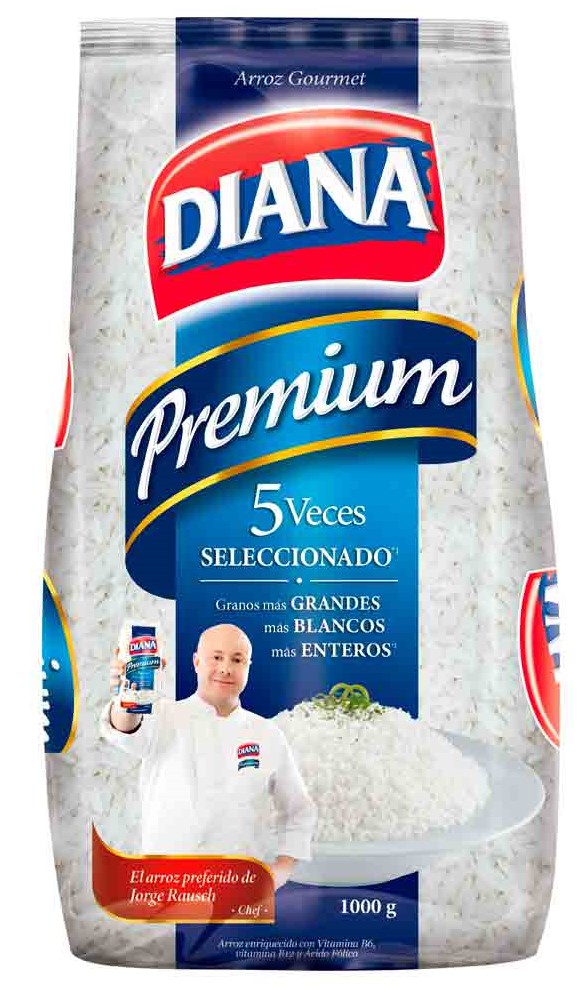 Arroz Gourmet
DIANA
Premium
5 Veces
SELECCIONADO
Granos más GRANDES
más BLANCOS
más ENTEROS
DIANA
Premium
DIANA
El arroz preferido de
Jorge Rausch
· Chef ·
1000 g
Arroz enriquecido con Vitamina B6,
vitamina B12 y Ácido Fólico